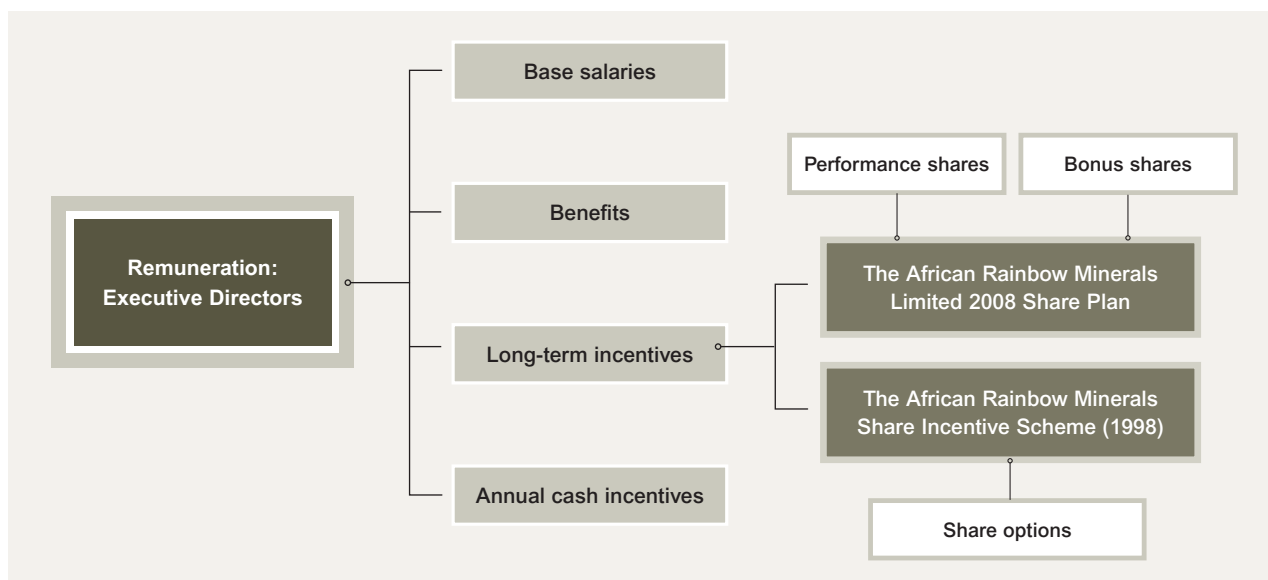 Remuneration:
Executive Directors
Base salaries
Benefits
Long-term incentives
Annual cash incentives
Performance shares
Bonus shares
The African Rainbow Minerals
Limited 2008 Share Plan
The African Rainbow Minerals
Share Incentive Scheme (1998)
Share options